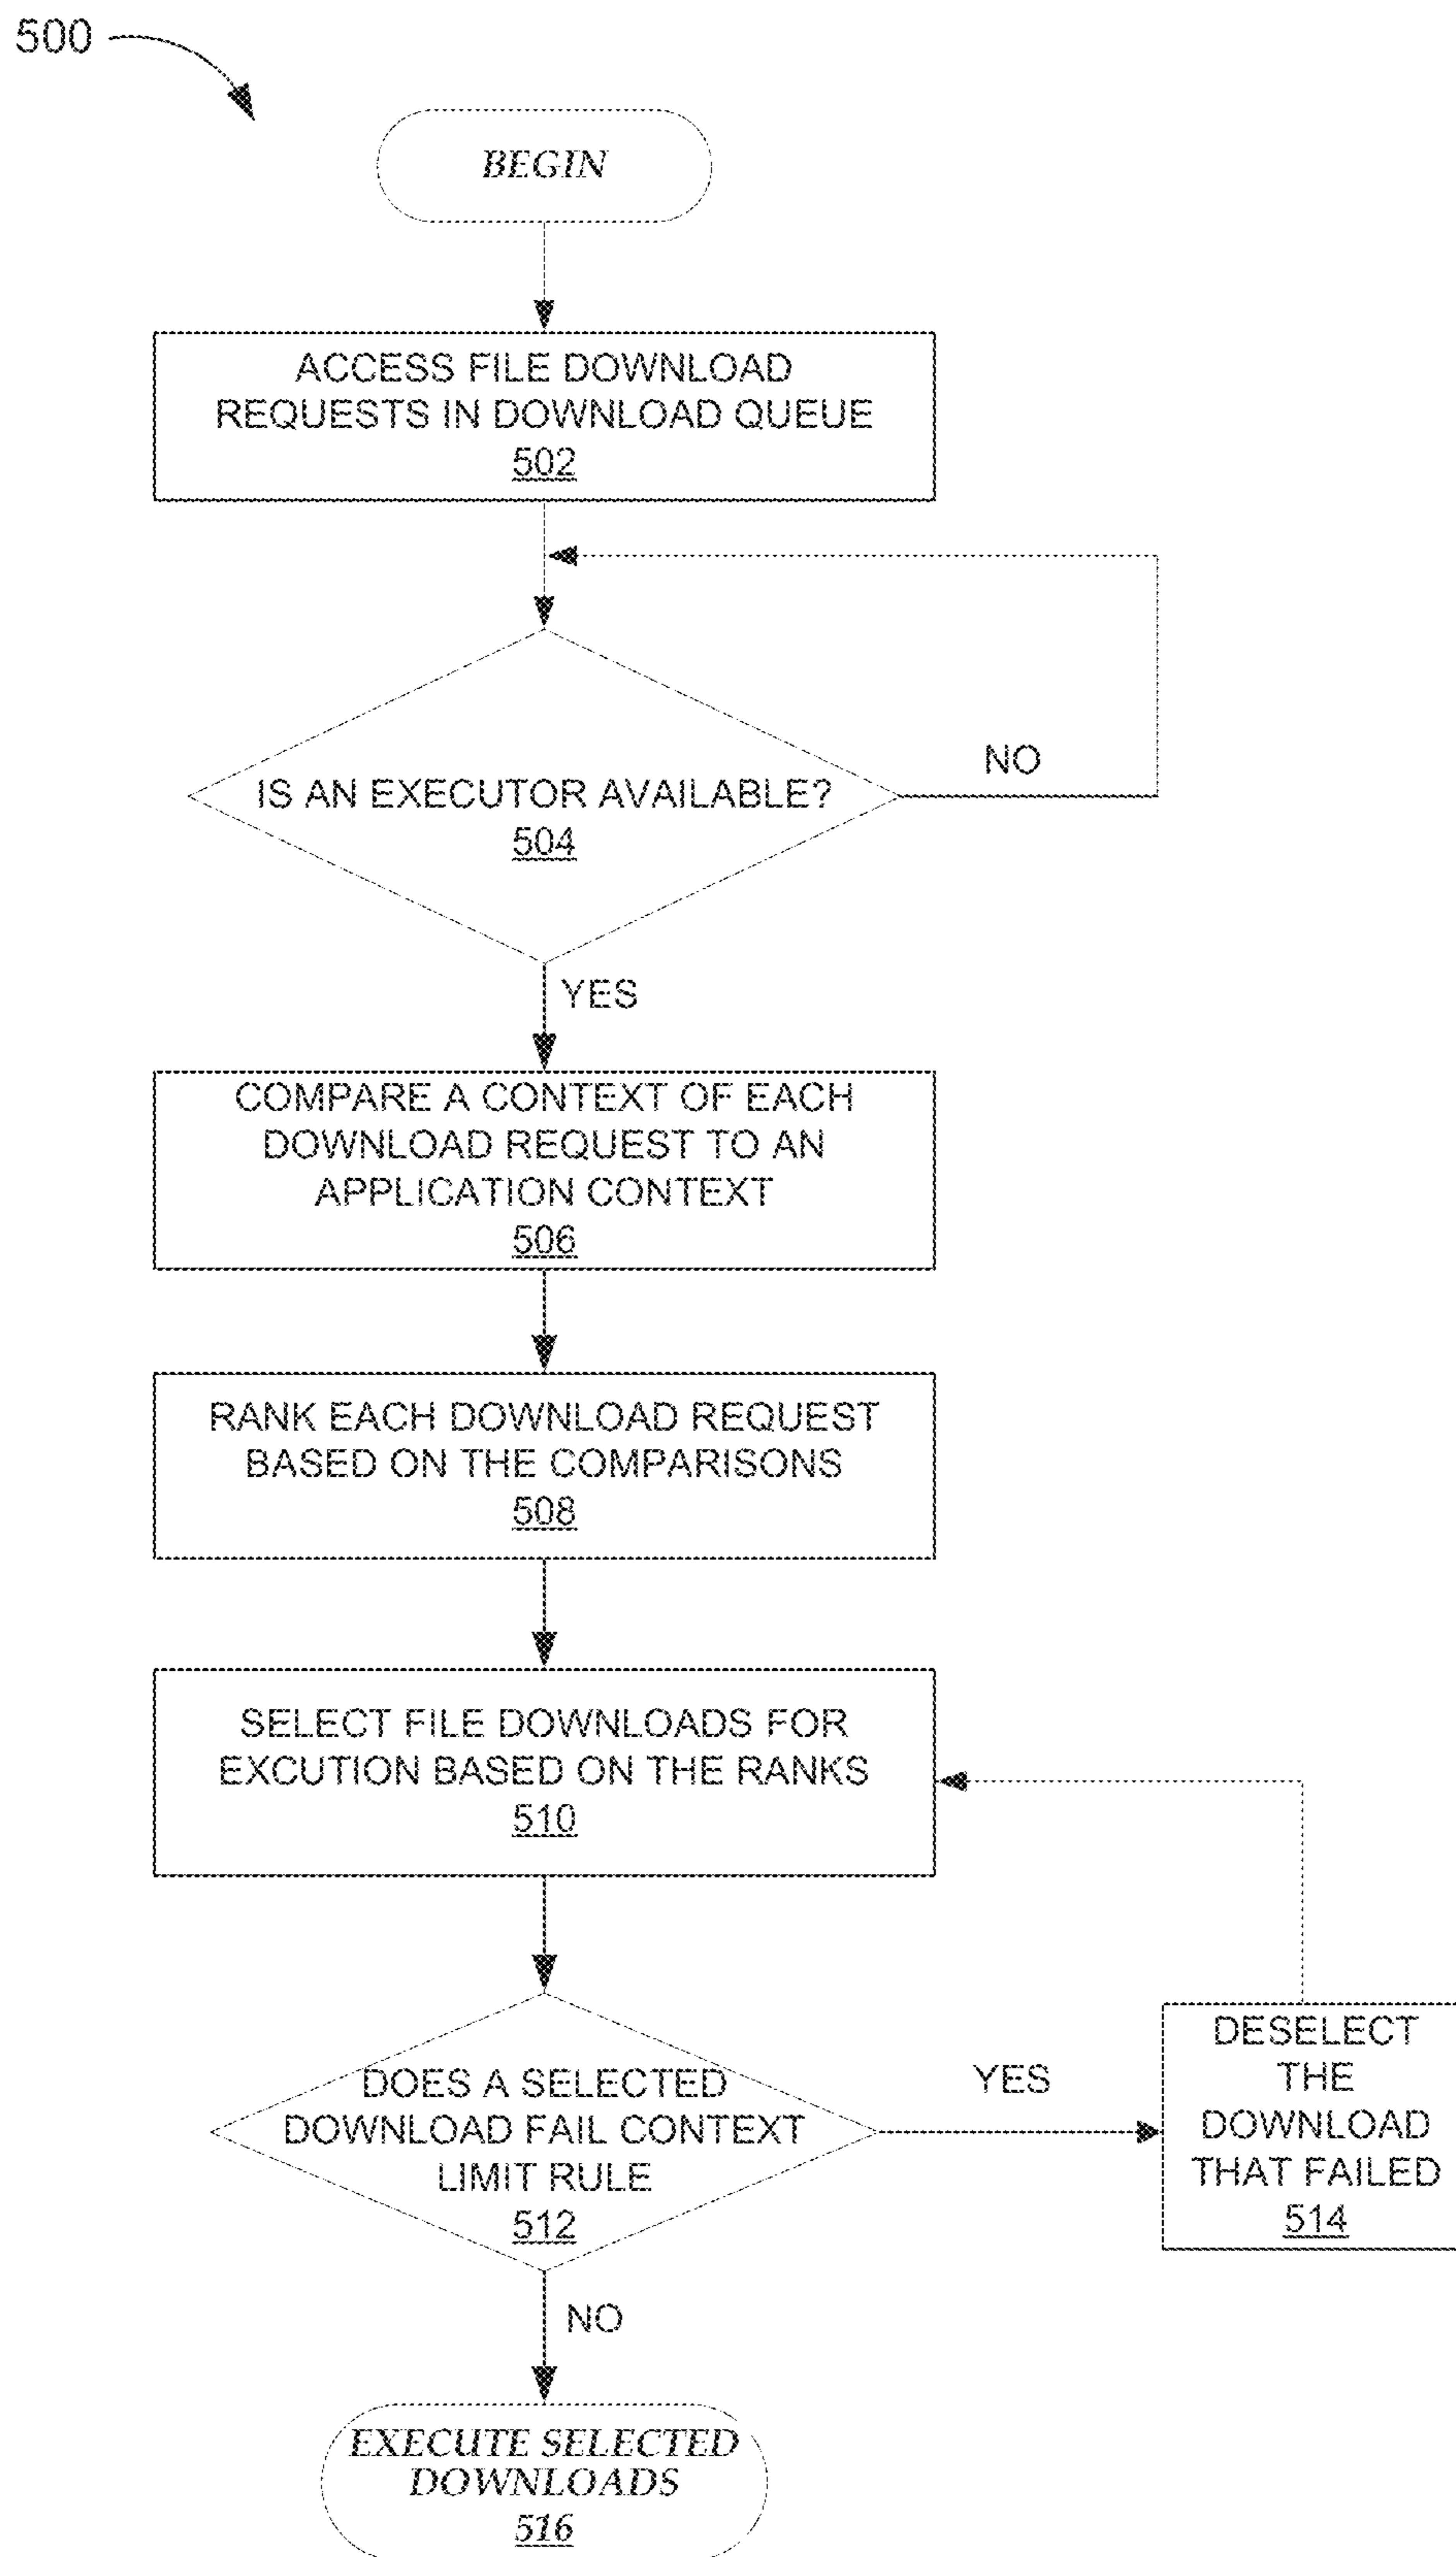 500
BEGIN
ACCESS FILE DOWNLOAD
REQUESTS IN DOWNLOAD QUEUE
502
IS AN EXECUTOR AVAILABLE?
504
NO
YES
COMPARE A CONTEXT OF EACH
DOWNLOAD REQUEST TO AN
APPLICATION CONTEXT
506
RANK EACH DOWNLOAD REQUEST
BASED ON THE COMPARISONS
508
SELECT FILE DOWNLOADS FOR
EXCUTION BASED ON THE RANKS
510
DOES A SELECTED
DOWNLOAD FAIL CONTEXT
LIMIT RULE
512
YES
DESELECT
THE
DOWNLOAD
THAT FAILED
514
NO
EXECUTE SELECTED
DOWNLOADS
516